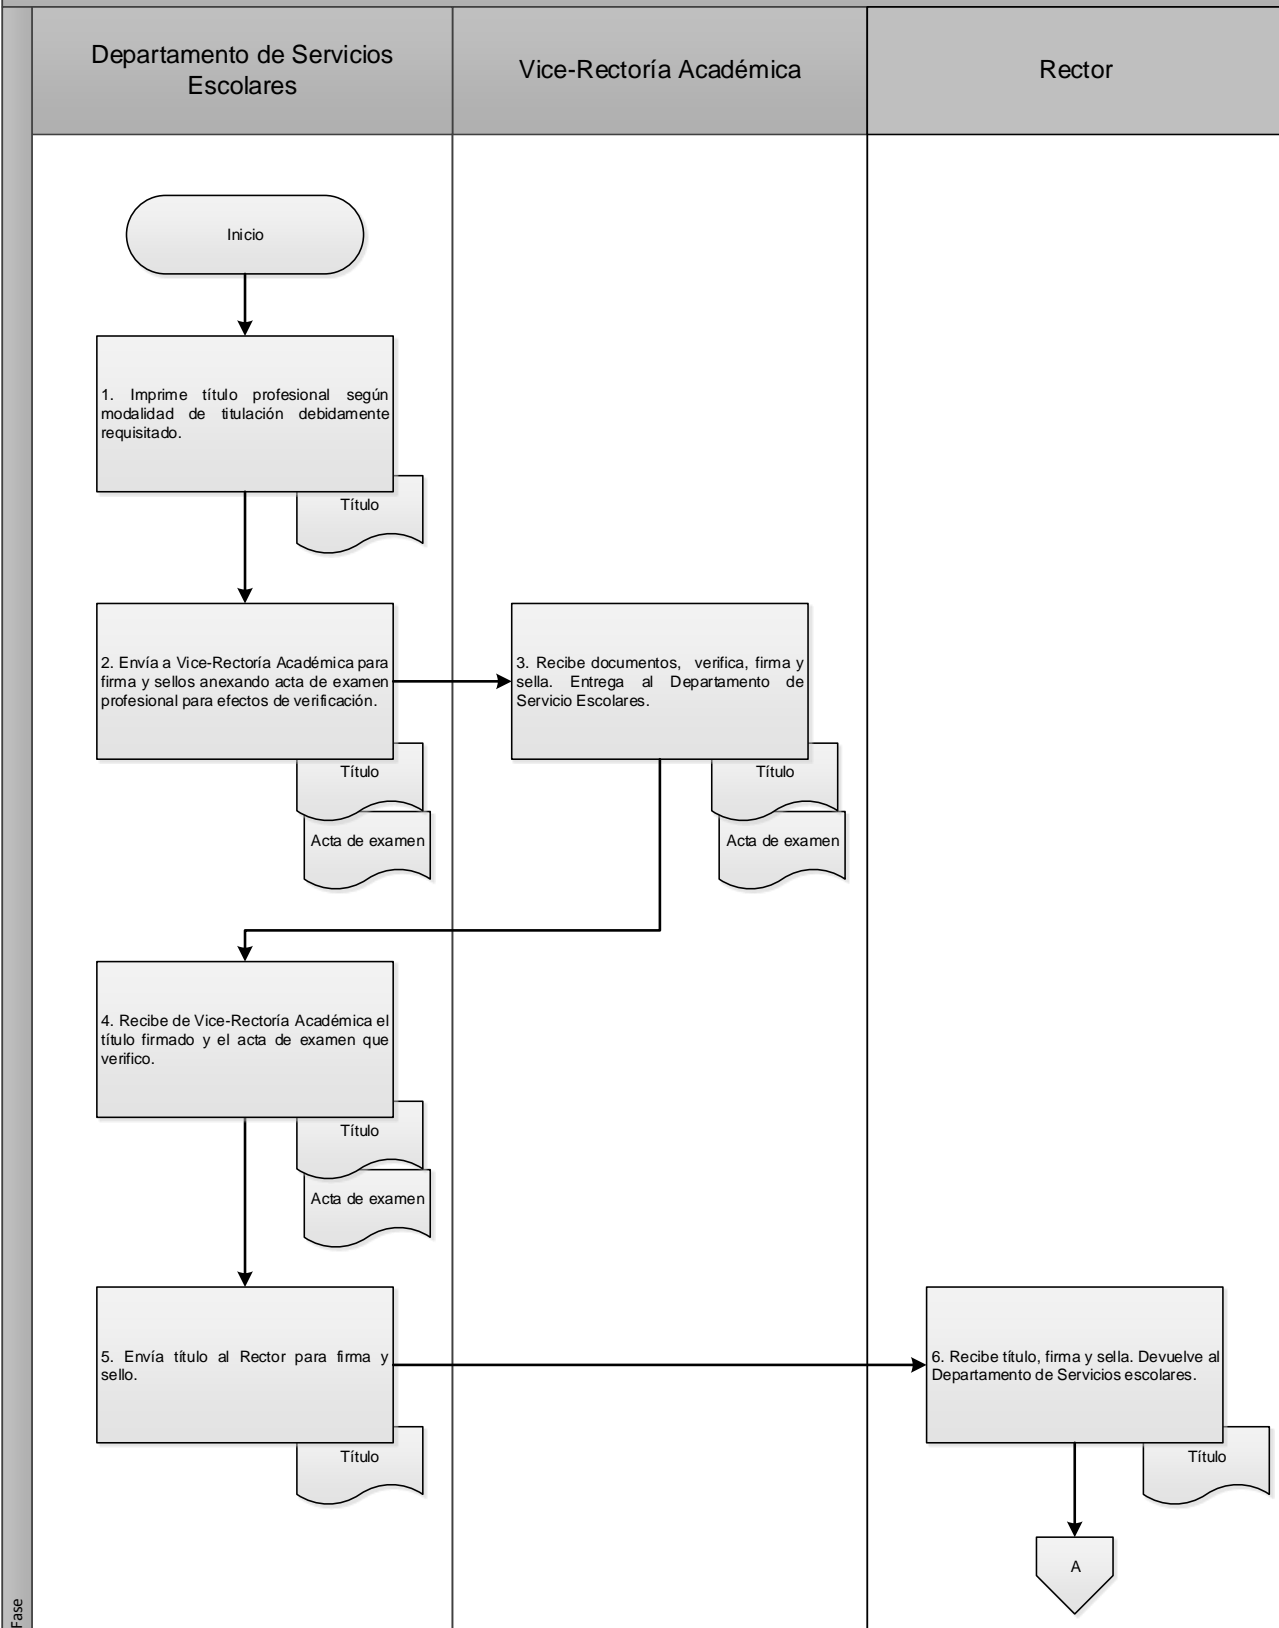 Departamento de Servicios
Escolares
Vice-Rectoría Académica
Rector
Inicio
1. Imprime título profesional según
modalidad de titulación debidamente
requisitado.
Título
2. Envía a Vice-Rectoría Académica para
firma y sellos anexando acta de examen
profesional para efectos de verificación.
Título
Acta de examen
3. Recibe documentos, verifica, firma y
sella. Entrega al Departamento de
Servicio Escolares.
Título
Acta de examen
4. Recibe de Vice-Rectoría Académica el
título firmado y el acta de examen que
verifico.
Título
Acta de examen
5. Envía título al Rector para firma y
sello.
Título
6. Recibe título, firma y sella. Devuelve al
Departamento de Servicios escolares.
Título
A
Fase